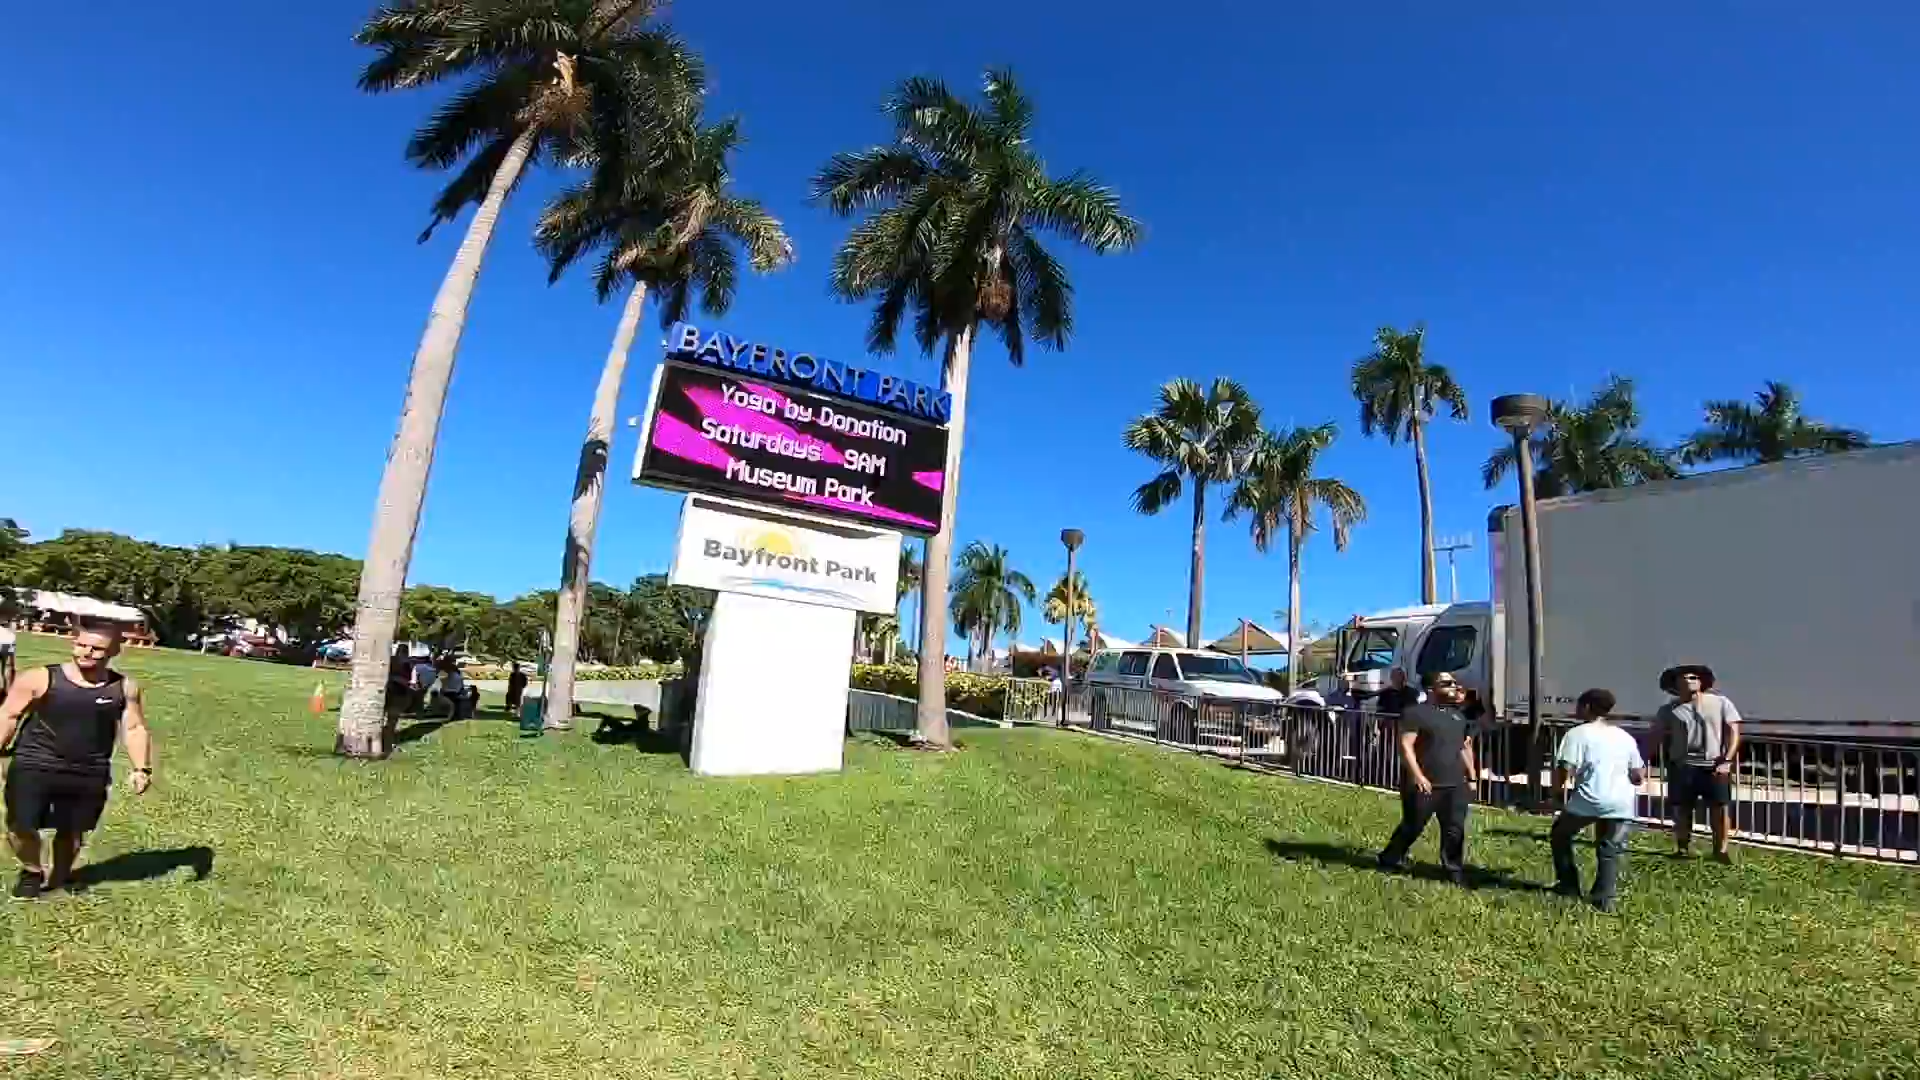 BAYFRONT PARK
Yoga by Donation
Saturdays 9AM
Museum Park
Bayfront Park